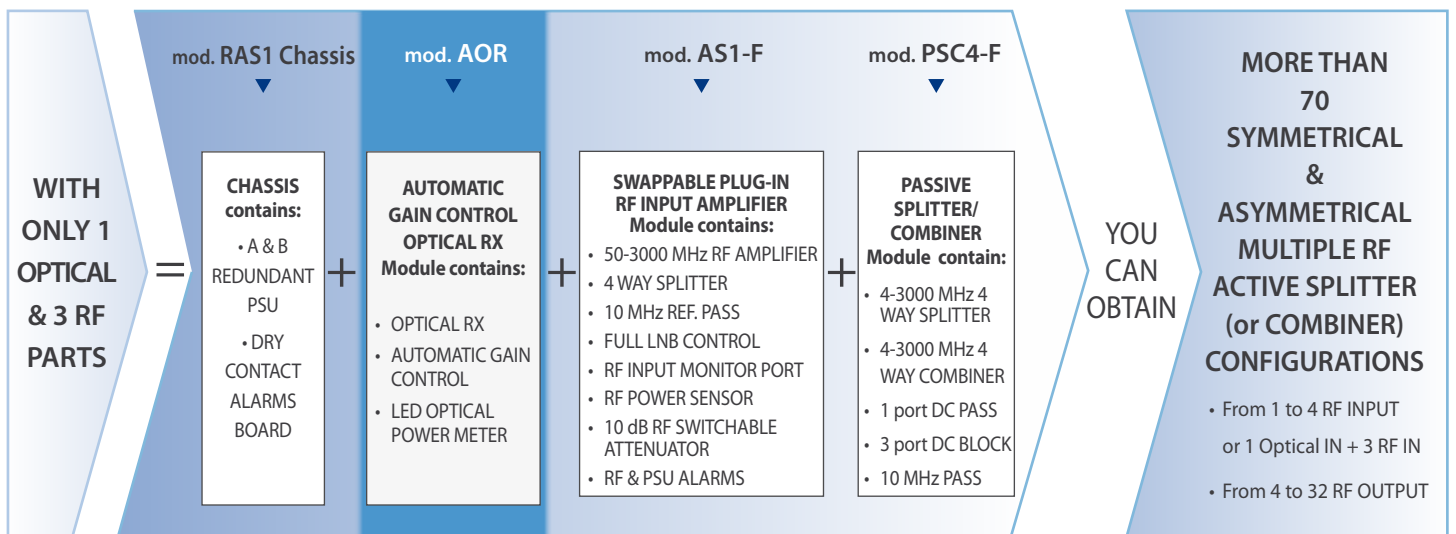 WITH
ONLY 1
OPTICAL
& 3 RF
PARTS
=
mod. RAS1 Chassis
CHASSIS
contains:
• A & B
REDUNDANT
PSU
• DRY
CONTACT
ALARMS
BOARD
+
mod. AOR
AUTOMATIC
GAIN CONTROL
OPTICAL RX
Module contains:
• OPTICAL RX
• AUTOMATIC GAIN
CONTROL
• LED OPTICAL
POWER METER
+
mod. AS1-F
SWAPPABLE PLUG-IN
RF INPUT AMPLIFIER
Module contains:
• 50-3000 MHz RF AMPLIFIER
• 4 WAY SPLITTER
• 10 MHz REF. PASS
• FULL LNB CONTROL
• RF INPUT MONITOR PORT
• RF POWER SENSOR
• 10 dB RF SWITCHABLE
ATTENUATOR
• RF & PSU ALARMS
+
mod. PSC4-F
PASSIVE
SPLITTER/
COMBINER
Module contain:
• 4-3000 MHz 4
WAY SPLITTER
• 4-3000 MHz 4
WAY COMBINER
• 1 port DC PASS
• 3 port DC BLOCK
• 10 MHz PASS
YOU
CAN
OBTAIN
MORE THAN
70
SYMMETRICAL
&
ASYMMETRICAL
MULTIPLE RF
ACTIVE SPLITTER
(or COMBINER)
CONFIGURATIONS
• From 1 to 4 RF INPUT
or 1 Optical IN + 3 RF IN
• From 4 to 32 RF OUTPUT